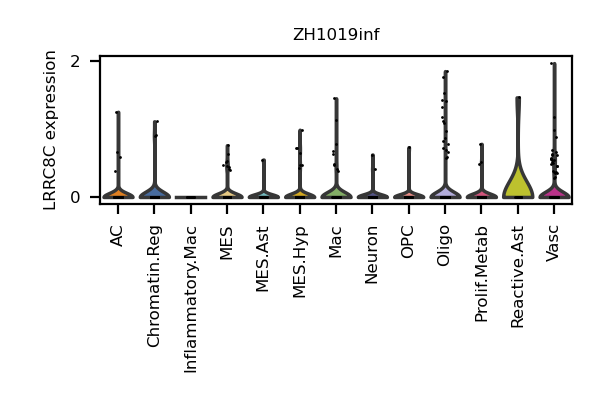 ZH1019inf
LRRC8C expression
2
0
AC
Chromatin.Reg
Inflammatory.Mac
MES
MES.Ast
MES.Hyp
Mac
Neuron
OPC
Oligo
Prolif.Metab
Reactive.Ast
Vasc